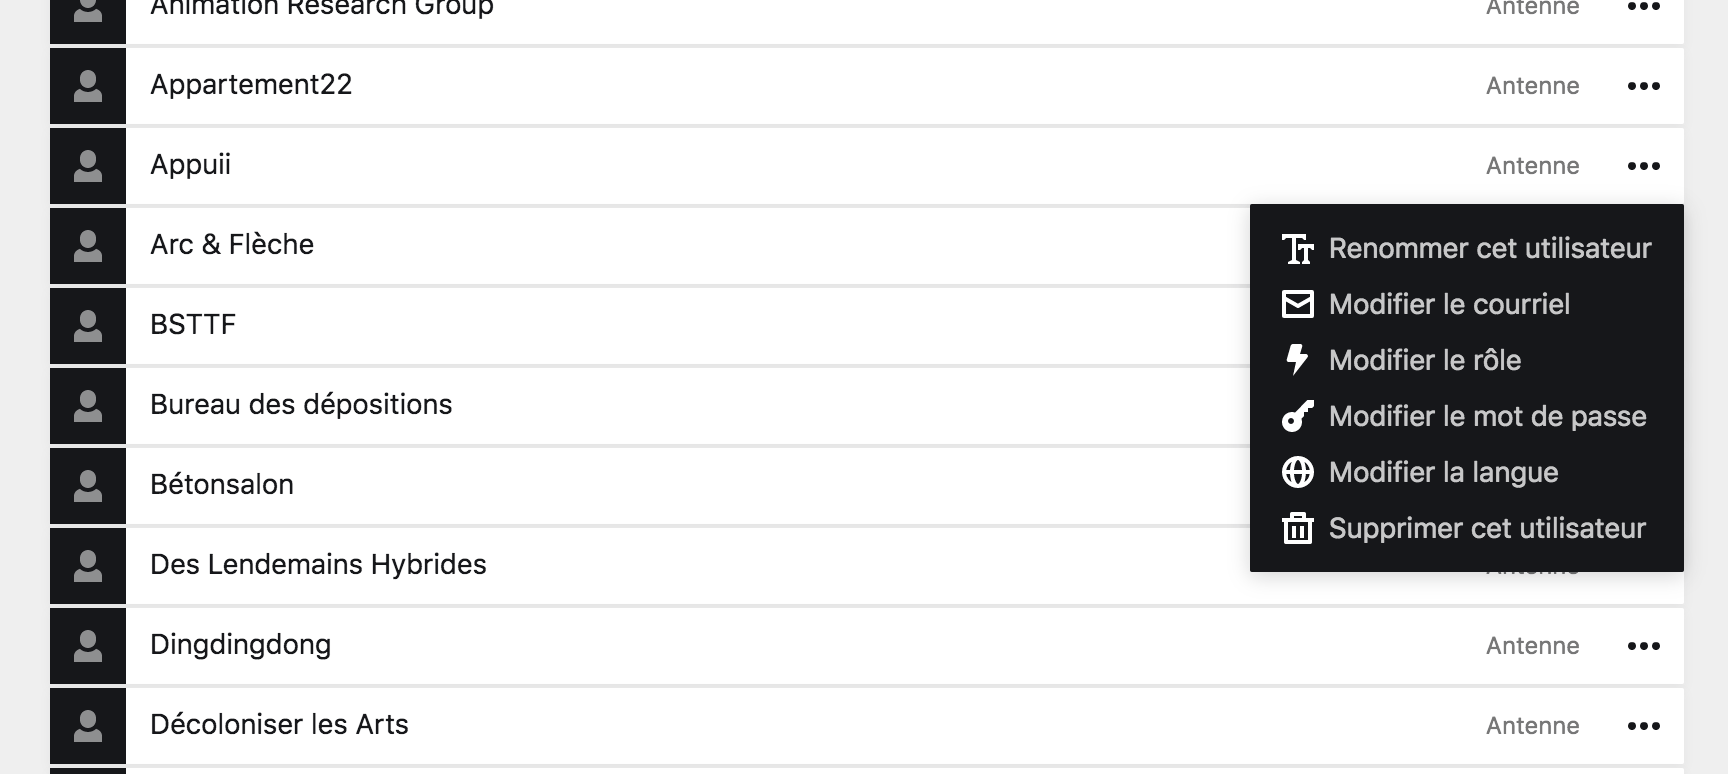 Animation Research Group Antenne
Appartement22 Antenne
Appuii Antenne
Arc & Flèche
Renommer cet utilisateur
Modifier le courriel
BSTTF
Modifier le rôle
Bureau des dépositions
Modifier le mot de passe
Bétonsalon
Modifier la langue
Supprimer cet utilisateur
Des Lendemains Hybrides
Dingdingdong Antenne
Décoloniser les Arts Antenne